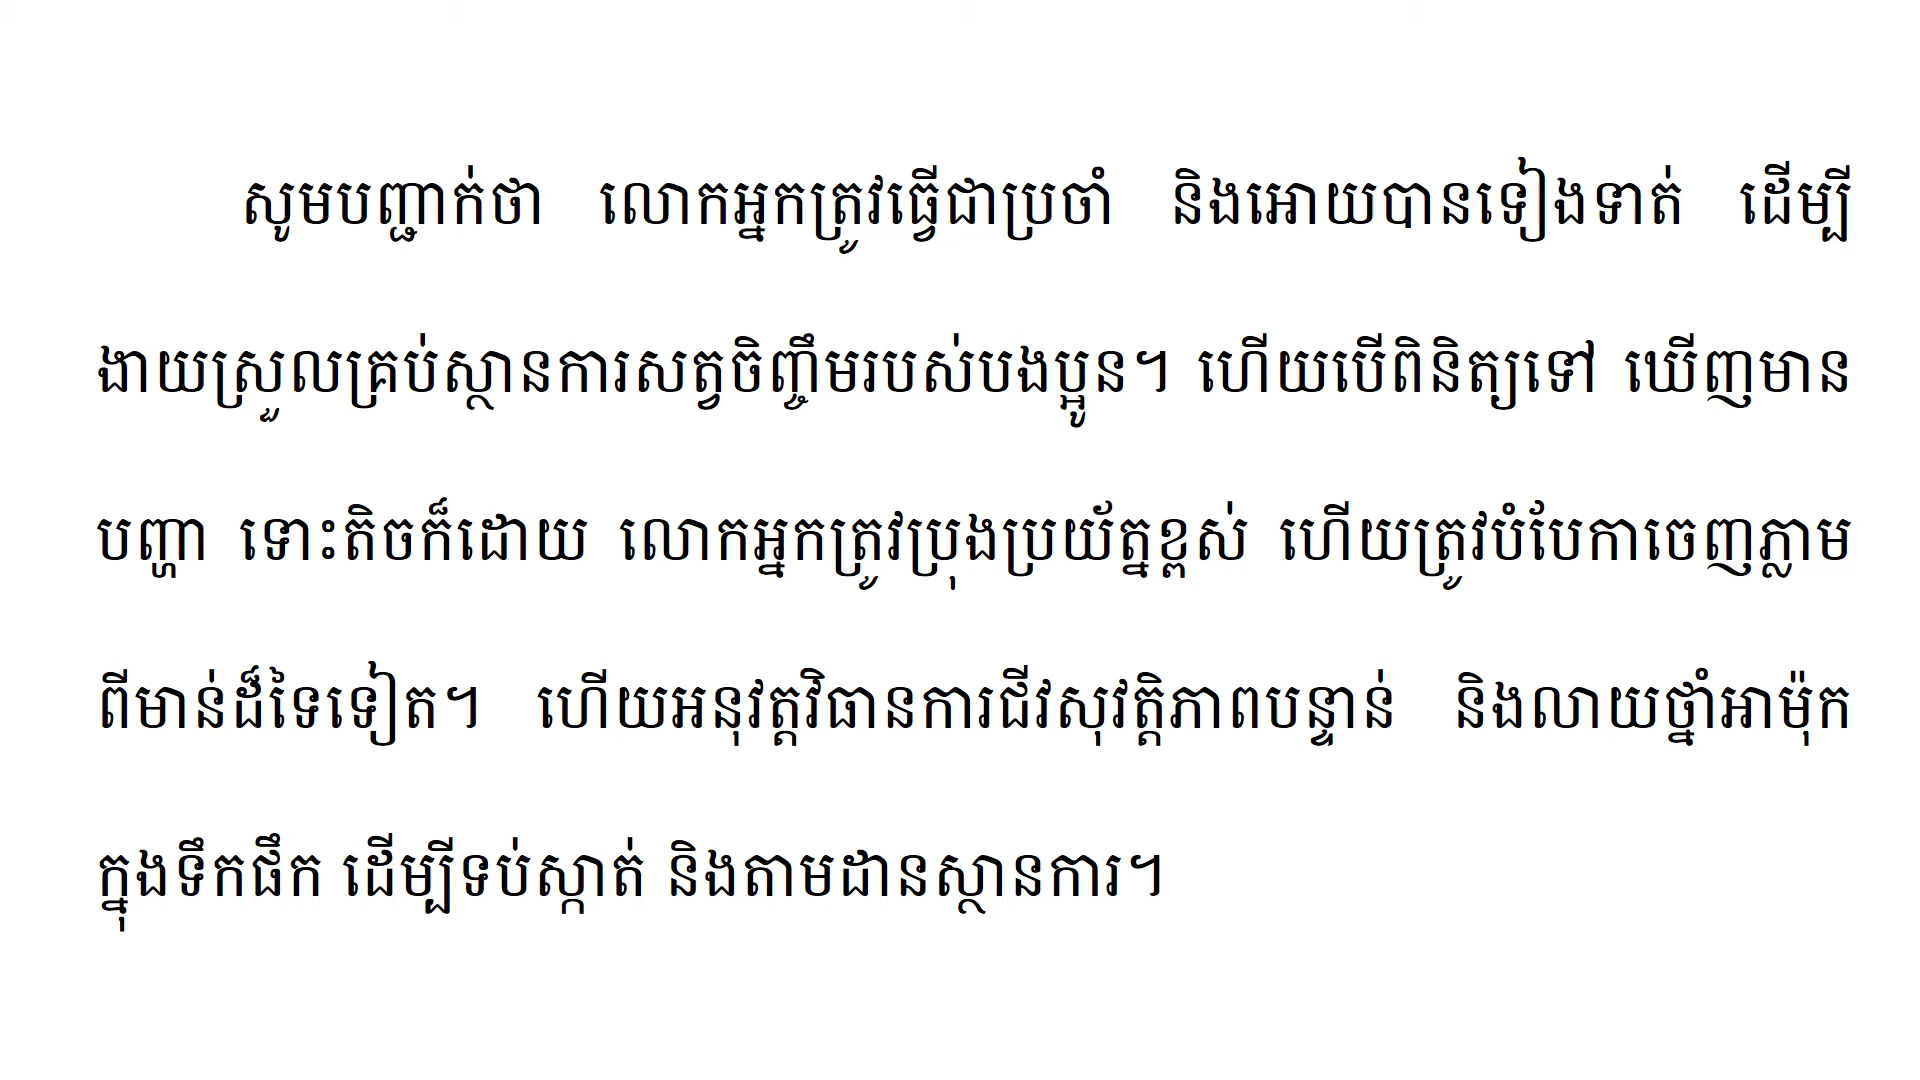 សូមបញ្ជាក់ថា លោកអ្នកត្រូវធ្វើជាប្រចាំ និងអោយបានទៀងទាត់ ដើម្បី
ងាយស្រួលគ្រប់ស្ថានការសត្វចិញ្ចឹមរបស់បងប្អូន។ ហើយបើពិនិត្យទៅ ឃើញមាន
បញ្ហា ទោះតិចក៏ដោយ លោកអ្នកត្រូវប្រុងប្រយ័ត្នខ្ពស់ ហើយត្រូវបំបែកាចេញភ្លាម
ពីមាន់ដ៏ទៃទៀត។ ហើយអនុវត្តវិធានការជីវសុវត្តិភាពបន្ទាន់ និងលាយថ្នាំអាម៉ុក
ក្នុងទឹកផឹក ដើម្បីទប់ស្កាត់ និងតាមដានស្ថានការ។